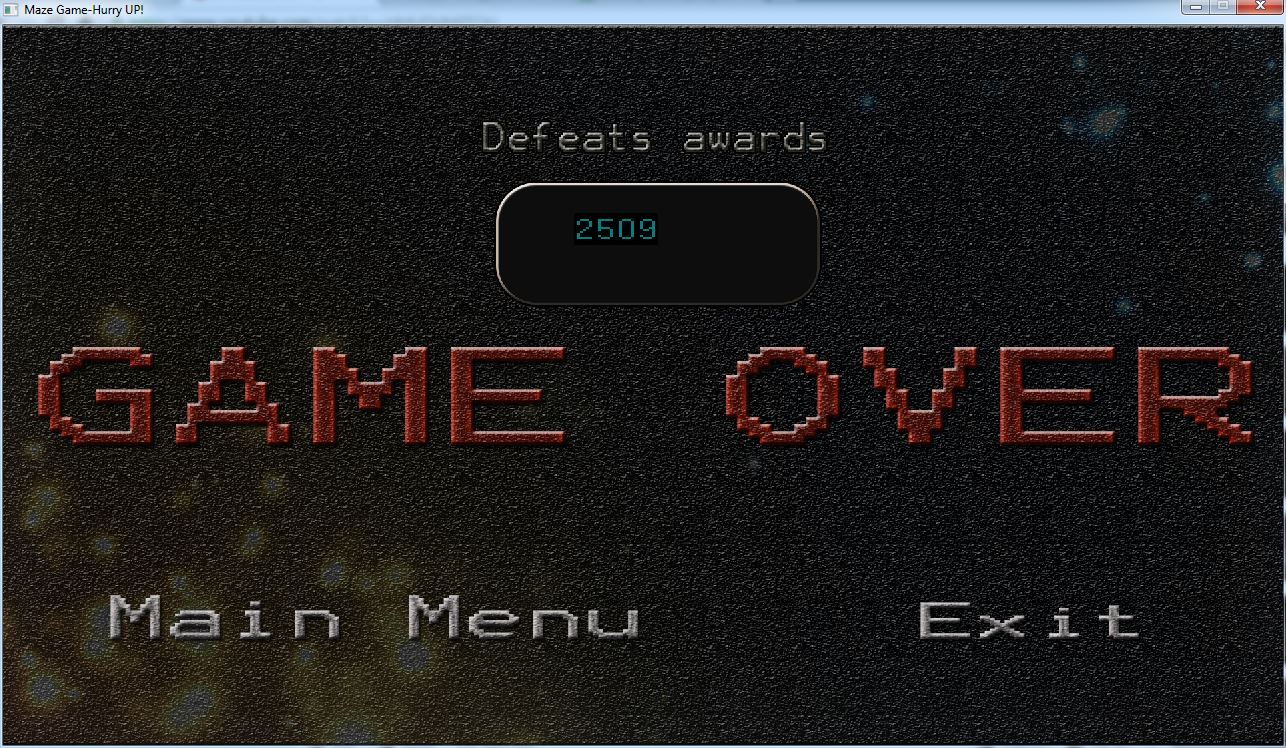 Maze Game-Hurry UP!
Defeats awards
2509
GAME OVER
Main Menu Exit